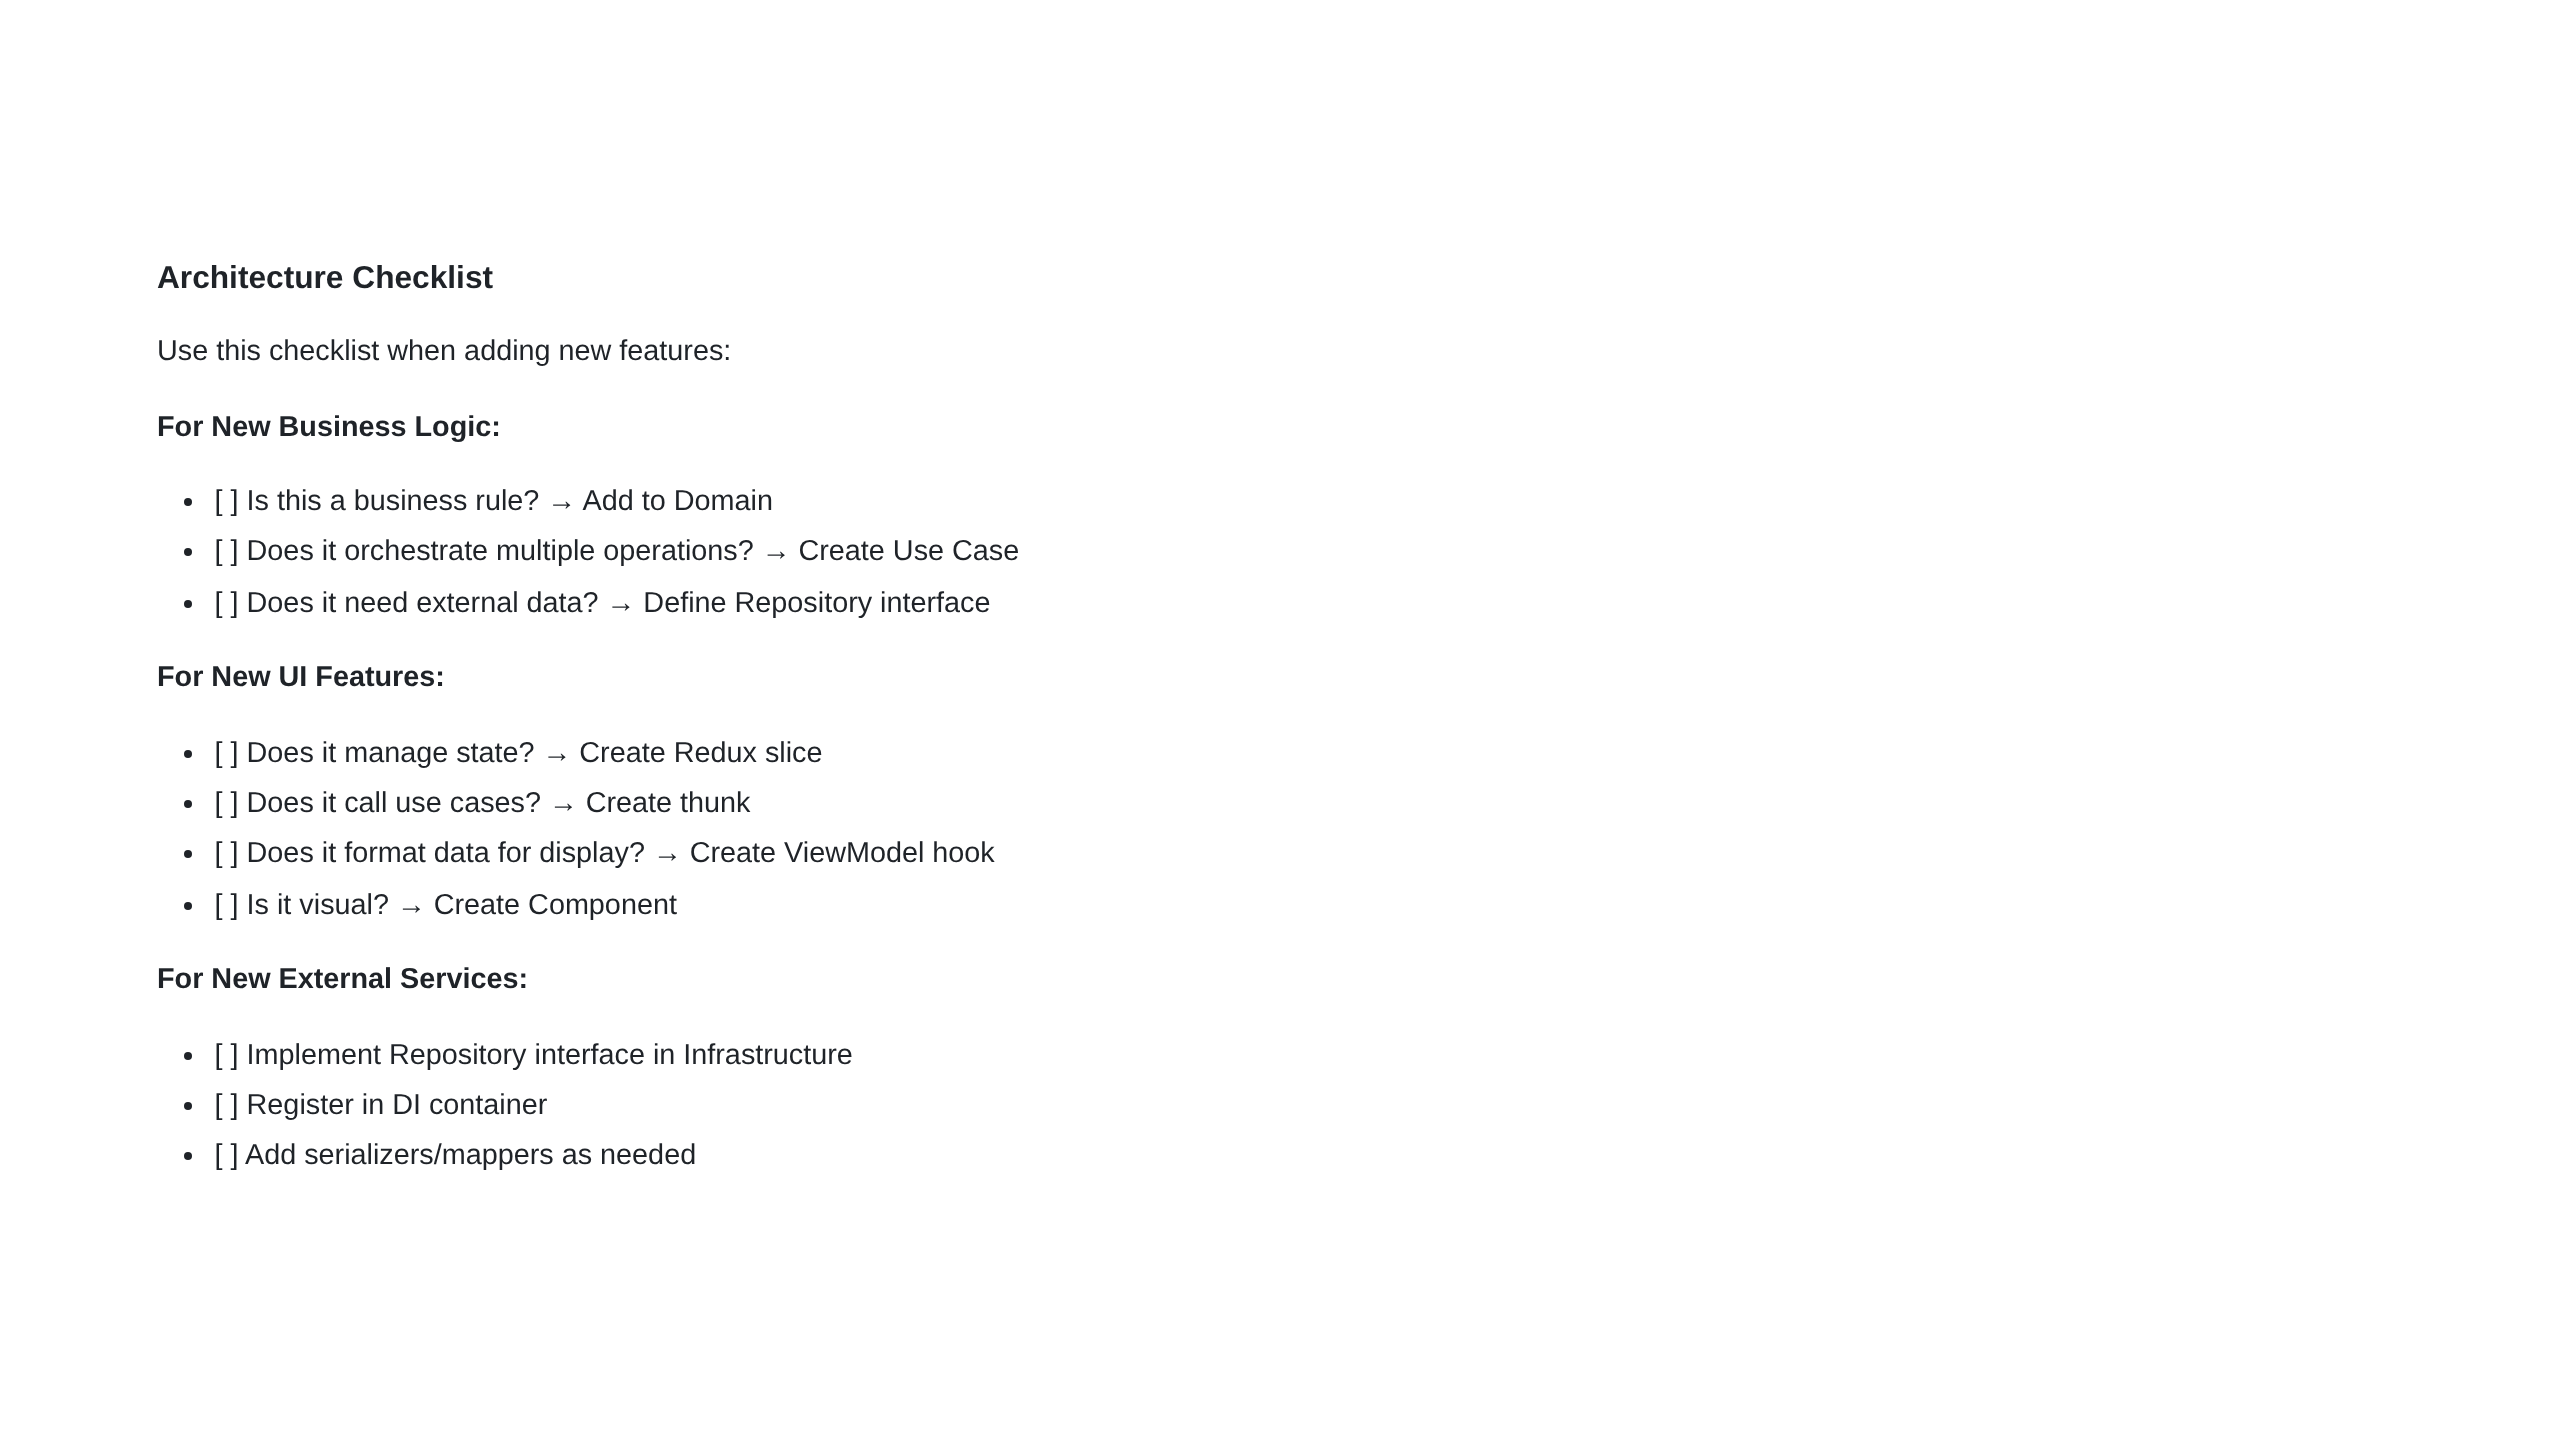 Architecture Checklist
Use this checklist when adding new features:
For New Business Logic:
• [ ] Is this a business rule? → Add to Domain
• [ ] Does it orchestrate multiple operations? → Create Use Case
• [ ] Does it need external data? → Define Repository interface
For New UI Features:
• [ ] Does it manage state? → Create Redux slice
• [ ] Does it call use cases? → Create thunk
• [ ] Does it format data for display? → Create ViewModel hook
• [ ] Is it visual? → Create Component
For New External Services:
• [ ] Implement Repository interface in Infrastructure
• [ ] Register in DI container
• [ ] Add serializers/mappers as needed